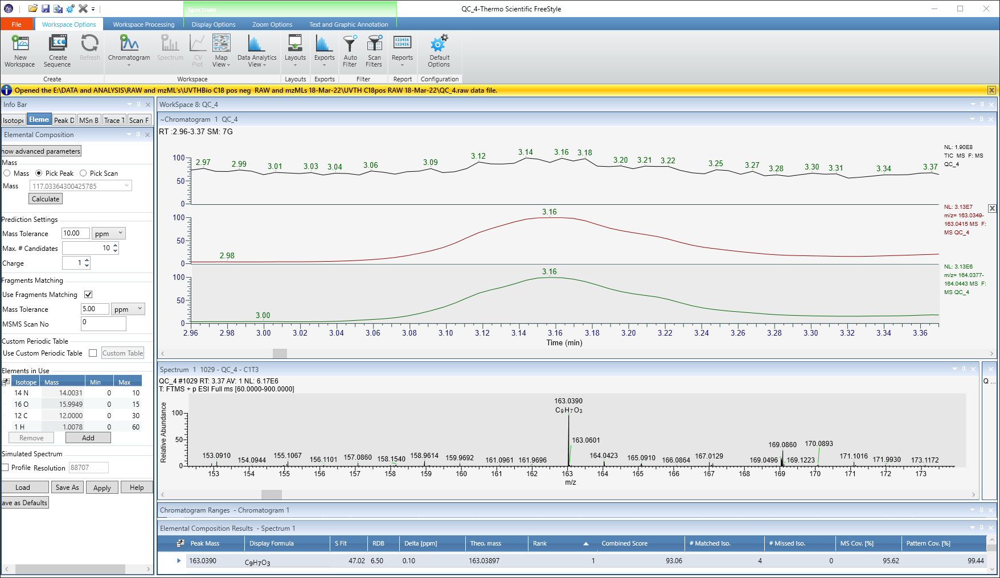 Spectrum
QC_4-Thermo Scientific FreeStyle
File
Workspace Options
Workspace Processing
Display Options
Zoom Options
Text and Graphic Annotation
New Workspace
Create Sequence
Refresh
Chromatogram
Spectrum
CV Plot
Map View
Data Analytics View
Layouts
Exports
Auto Filter
Scan Filters
Reports
Default Options
Create
Workspace
Layouts
Exports
Filter
Report
Configuration
Opened the E:\DATA and ANALYSIS\RAW and mzML's\UVTHBio C18 pos neg  RAW and mzMLs 18-Mar-22\UVTH C18pos RAW 18-Mar-22\QC_4.raw data file.
Info Bar
Isotope
Eleme
Peak D
MSn B
Trace T
Scan F
Elemental Composition
how advanced parameters
Mass
Mass Pick Peak Pick Scan
Mass 117.03364300425785
Calculate
Prediction Settings
Mass Tolerance 10.00 ppm
Max. # Candidates 10
Charge 1
Fragments Matching
Use Fragments Matching
Mass Tolerance 5.00 ppm
MSMS Scan No 0
Custom Periodic Table
Use Custom Periodic Table Custom Table
Elements in Use
Isotope Mass Min Max
14 N 14.0031 0 10
16 O 15.9949 0 15
12 C 12.0000 0 30
1 H 1.0078 0 60
Remove Add
Simulated Spectrum
Profile Resolution 88707
Load Save As Apply Help
ave as Defaults
WorkSpace 8: QC_4
~Chromatogram 1 QC_4
RT :2.96-3.37 SM: 7G
100 50 0
2.97 2.99 3.01 3.03 3.04 3.06 3.09 3.12 3.14 3.16 3.18 3.20 3.21 3.22 3.25 3.27 3.28 3.30 3.31 3.34 3.37
NL: 1.90E8
TIC MS F: MS
QC_4
100 50 0
2.98 3.16
NL: 3.13E7
m/z= 163.0349-
163.0415 MS F:
MS QC_4
100 50 0
3.00 3.16
NL: 3.13E6
m/z= 164.0377-
164.0443 MS F:
MS QC_4
2.96 2.98 3.00 3.02 3.04 3.06 3.08 3.10 3.12 3.14 3.16 3.18 3.20 3.22 3.24 3.26 3.28 3.30 3.32 3.34 3.36
Time (min)
Spectrum 1 1029 - QC_4 - C1T3
Q ...
QC_4 #1029 RT: 3.37 AV: 1 NL: 6.17E6
T: FTMS + p ESI Full ms [60.0000-900.0000]
Relative Abundance
100 50 0
163.0390
C₉H₇O₃
163.0601
153.0910 154.0944 155.1067 156.1101 157.0860 158.1540 158.9614 159.9692 161.0961 161.9696 164.0423 165.0910 166.0864 167.0129 169.0496 169.0860 169.1223 170.0893 171.1016 171.9930 173.1172
153 154 155 156 157 158 159 160 161 162 163 164 165 166 167 168 169 170 171 172 173
m/z
Chromatogram Ranges - Chromatogram 1
Elemental Composition Results - Spectrum 1
Peak Mass Display Formula S Fit RDB Delta [ppm] Theo. mass Rank Combined Score # Matched Iso. # Missed Iso. MS Cov. [%] Pattern Cov. [%]
163.0390 C₉H₇O₃ 47.02 6.50 0.10 163.03897 1 93.06 4 0 95.62 99.44